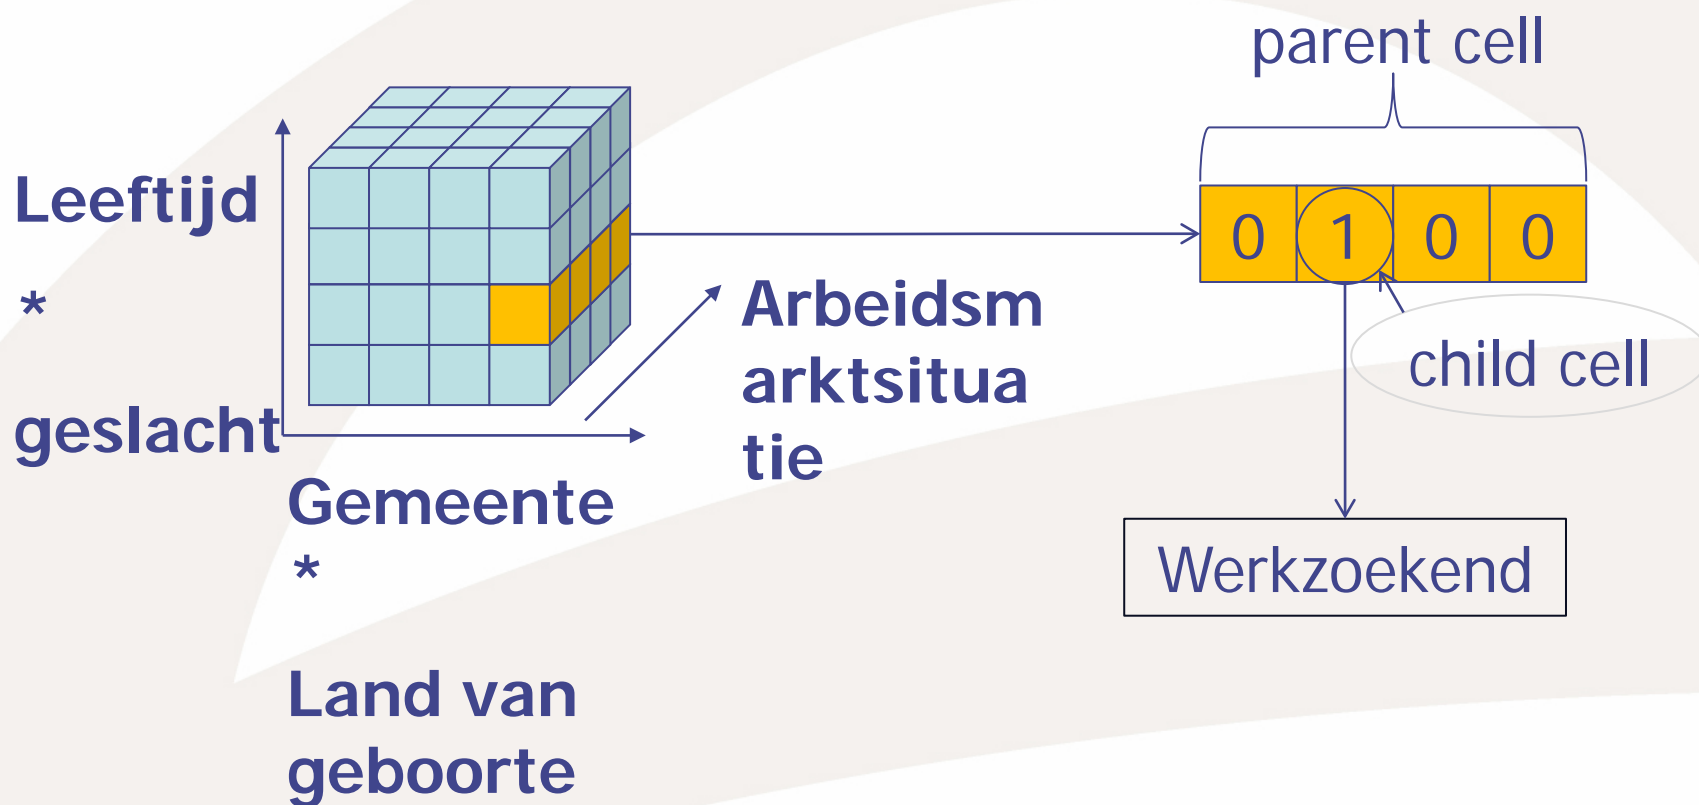 parent cell
Leeftijd
*
geslacht
Gemeente
*
Land van
geboorte
Arbeidsm
arktsitua
tie
0 1 0 0
child cell
Werkzoekend